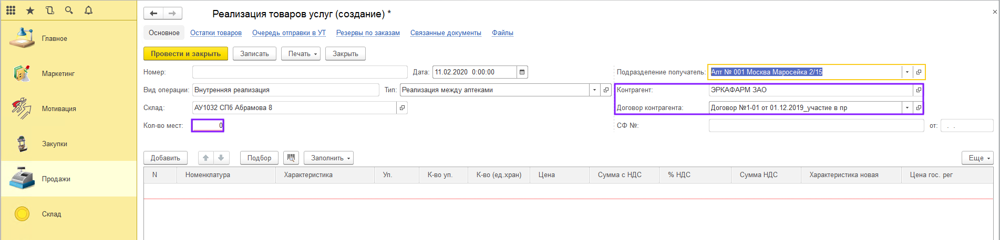 Реализация товаров услуг (создание) *
Главное
Маркетинг
Мотивация
Закупки
Продажи
Склад
Основное Остатки товаров Очередь отправки в УТ Резервы по заказам Связанные документы Файлы
Провести и закрыть Записать Печать Закрыть
Номер: Дата: 11.02.2020 0:00:00 Подразделение получатель: Апт № 001 Москва Маросейка 2/15
Вид операции: Внутренняя реализация Тип: Реализация между аптеками Контрагент: ЭРКАФАРМ ЗАО
Склад: АУ1032 СПб Абрамова 8 Договор контрагента: Договор №1-01 от 01.12.2019_участие в пр
Кол-во мест: 0 СФ №: от: . .
Добавить Подбор Заполнить Еще
N Номенклатура Характеристика Уп. К-во уп. К-во (ед.хран) Цена Сумма с НДС % НДС Сумма НДС Характеристика новая Цена гос. рег